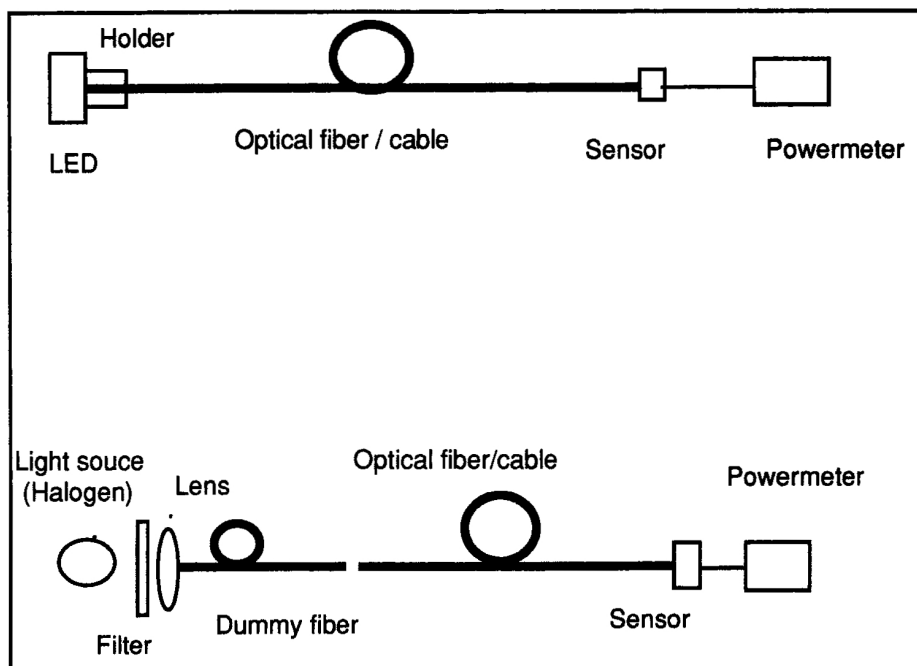 Holder
LED
Optical fiber / cable
Sensor
Powermeter
Light souce
(Halogen)
Lens
Optical fiber/cable
Powermeter
Filter
Dummy fiber
Sensor